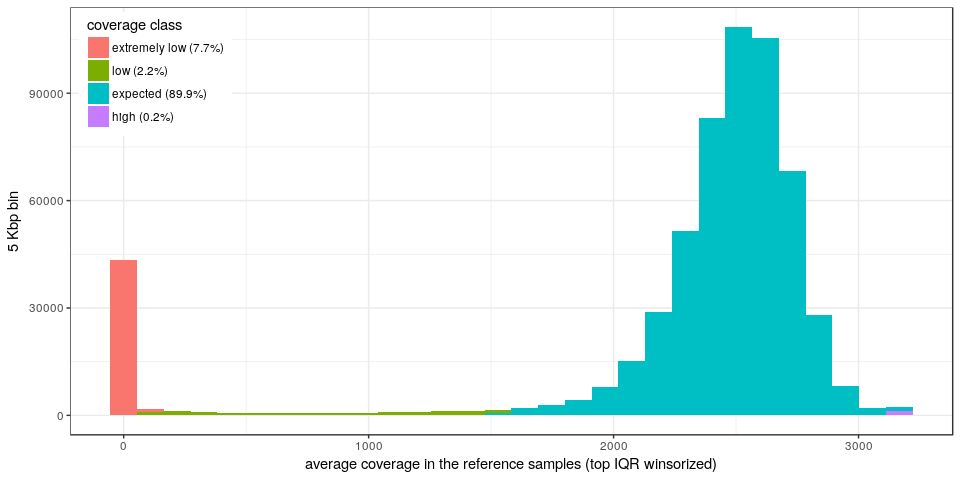 coverage class
extremely low (7.7%)
low (2.2%)
expected (89.9%)
high (0.2%)
5 Kbp bin
90000
60000
30000
0
0 1000 2000 3000
average coverage in the reference samples (top IQR winsorized)